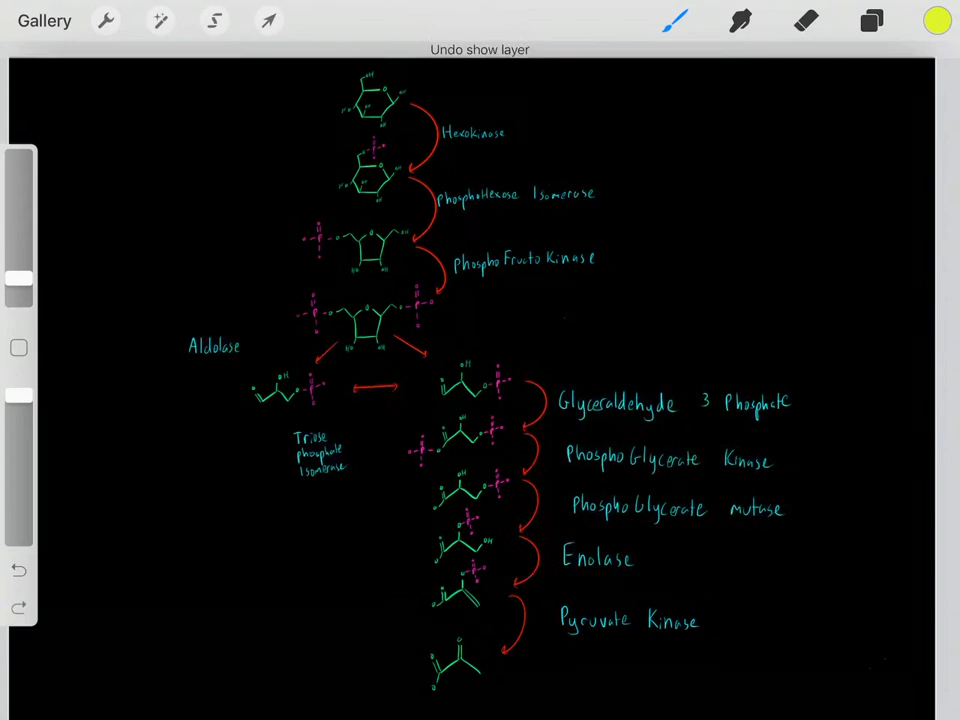 Gallery
Undo show layer
Hexokinase
PhosphoHexose Isomerase
PhosphoFructoKinase
Aldolase
Glyceraldehyde 3 Phosphate
Triose
phosphate
Isomerase
PhosphoGlycerate Kinase
PhosphoGlycerate mutase
Enolase
Pyruvate Kinase